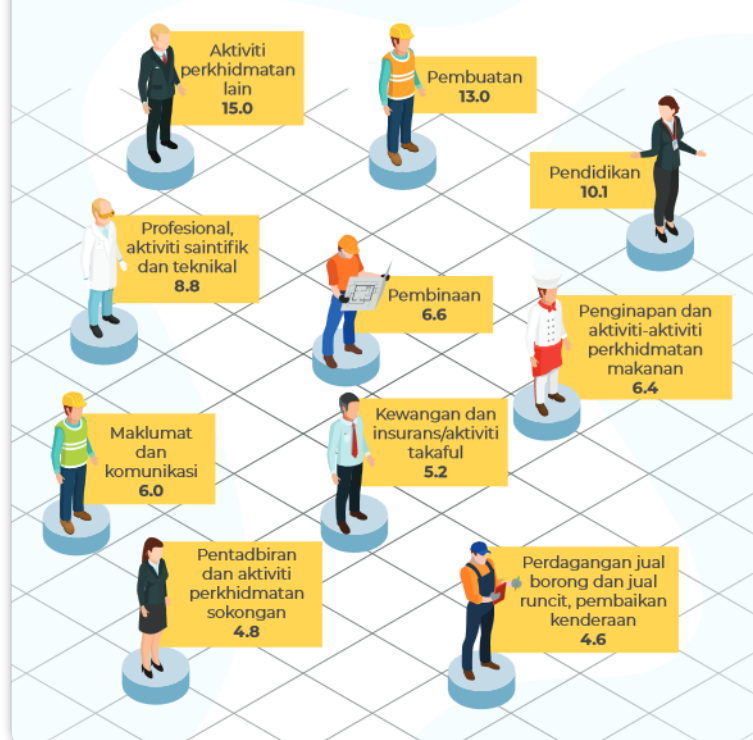 Aktiviti
perkhidmatan
lain
15.0
Pembuatan
13.0
Pendidikan
10.1
Profesional,
aktiviti saintifik
dan teknikal
8.8
Pembinaan
6.6
Penginapan dan
aktiviti-aktiviti
perkhidmatan
makanan
6.4
Maklumat
dan
komunikasi
6.0
Kewangan dan
insurans/aktiviti
takaful
5.2
Pentadbiran
dan aktiviti
perkhidmatan
sokongan
4.8
Perdagangan jual
borong dan jual
runcit, pembaikan
kenderaan
4.6